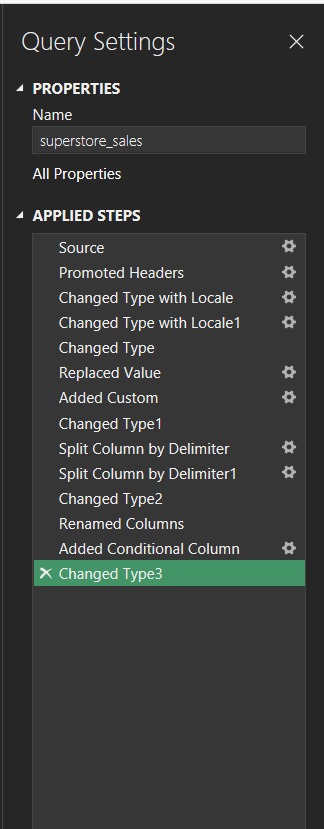 Query Settings
PROPERTIES
Name
superstore_sales
All Properties
APPLIED STEPS
Source
Promoted Headers
Changed Type with Locale
Changed Type with Locale1
Changed Type
Replaced Value
Added Custom
Changed Type1
Split Column by Delimiter
Split Column by Delimiter1
Changed Type2
Renamed Columns
Added Conditional Column
Changed Type3